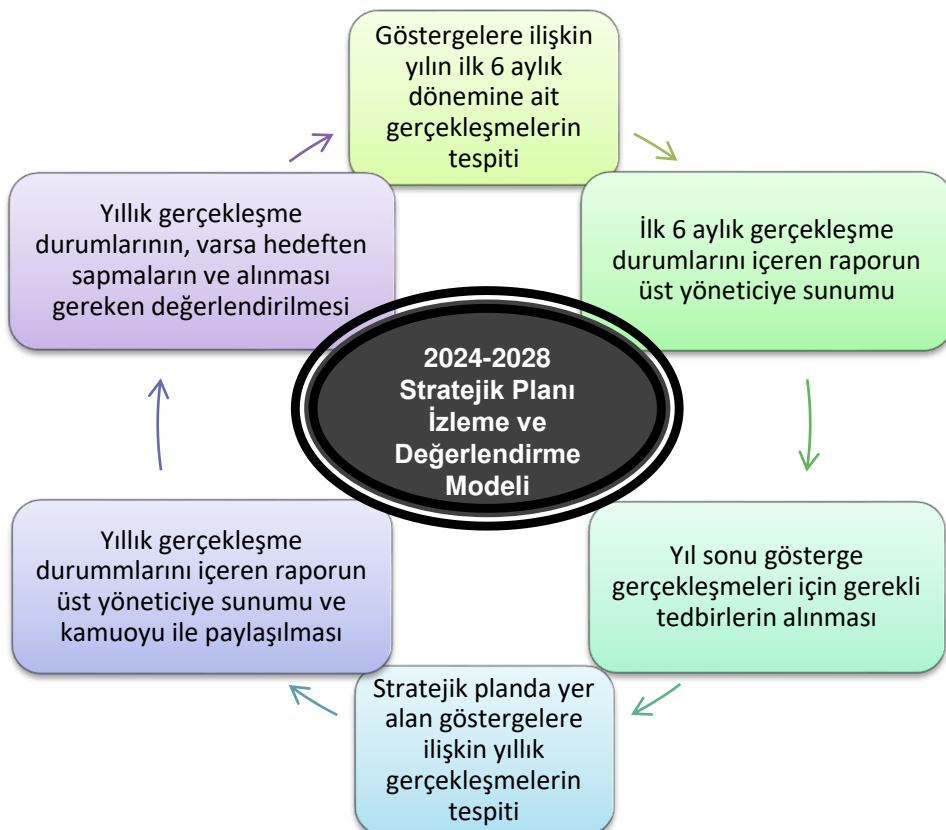 Göstergelere ilişkin
yılın ilk 6 aylık
dönemine ait
gerçekleşmelerin
tespiti
İlk 6 aylık gerçekleşme
durumlarını içeren raporun
üst yöneticiye sunumu
Yıl sonu gösterge
gerçekleşmeleri için gerekli
tedbirlerin alınması
Stratejik planda yer
alan göstergelere
ilişkin yıllık
gerçekleşmelerin
tespiti
Yıllık gerçekleşme
durummlarını içeren raporun
üst yöneticiye sunumu ve
kamuoyu ile paylaşılması
Yıllık gerçekleşme
durumlarının, varsa hedeften
sapmaların ve alınması
gereken değerlendirilmesi
2024-2028
Stratejik Planı
İzleme ve
Değerlendirme
Modeli